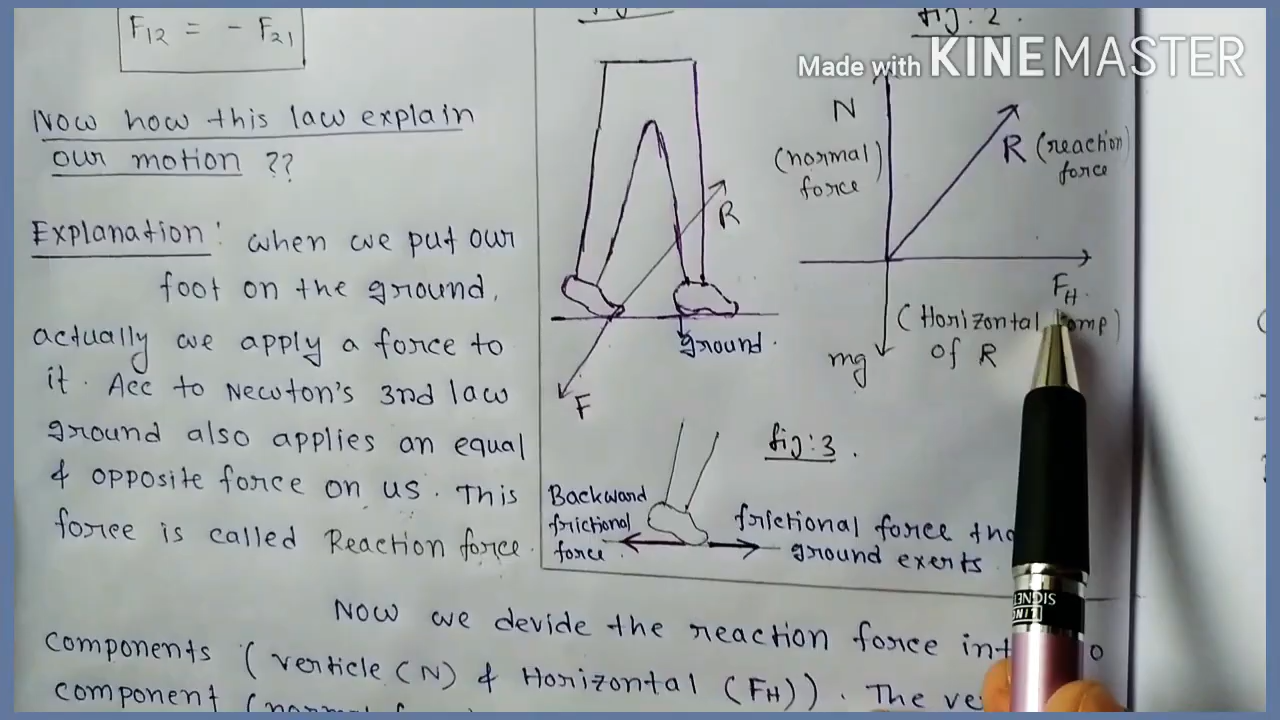 F12 = - F21
Now how this law explain
our motion ??
Explanation: when we put our
foot on the ground,
actually we apply a force to
it. Acc to Newton's 3rd law
ground also applies an equal
& opposite force on us. This
force is called Reaction force.
fig: 2.
Made with KINEMASTER
N
(normal)
force
R (reaction)
force
FH.
(Horizontal comp)
of R
mg
R
ground.
F
fig:3.
Backward
frictional
force.
frictional force
ground exerts
Now we devide the reaction force
components (verticle (N) & Horizontal (FH)). The
component